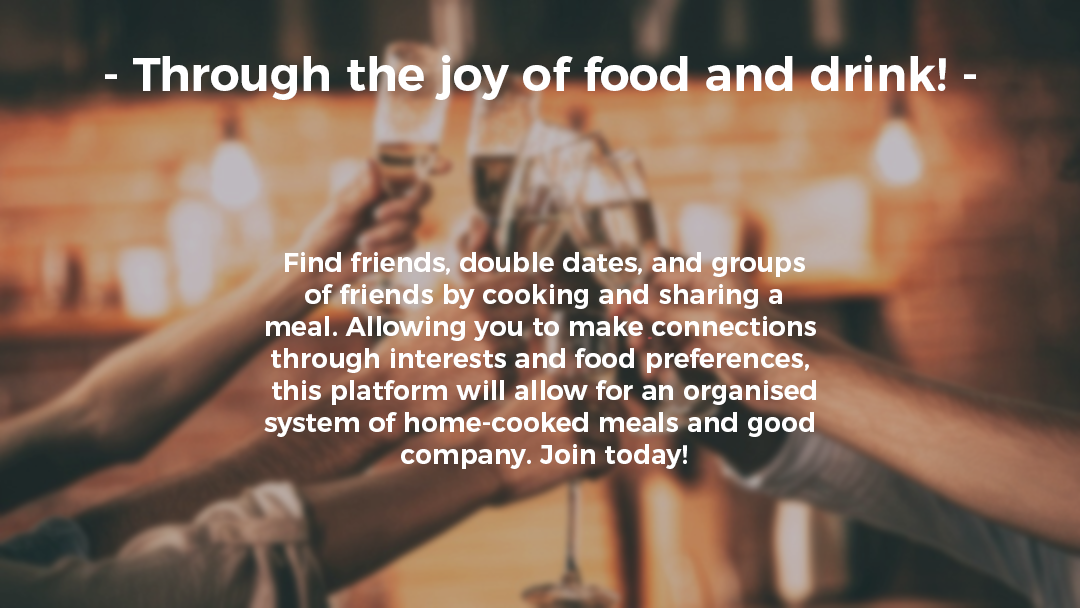 - Through the joy of food and drink! -
Find friends, double dates, and groups
of friends by cooking and sharing a
meal. Allowing you to make connections
through interests and food preferences,
this platform will allow for an organised
system of home-cooked meals and good
company. Join today!